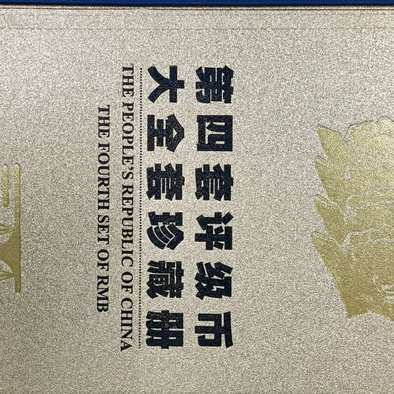 第四套评级币
大全套珍藏册
THE PEOPLE'S REPUBLIC OF CHINA
THE FOURTH SET OF RMB